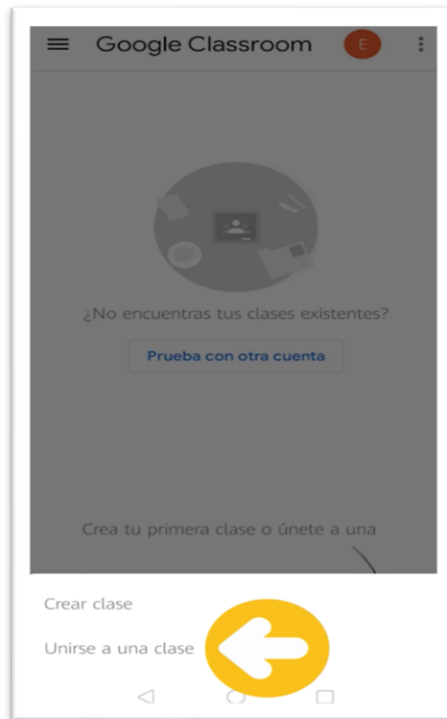 Google Classroom E
¿No encuentras tus clases existentes?
Prueba con otra cuenta
Crea tu primera clase o únete a una
Crear clase
Unirse a una clase